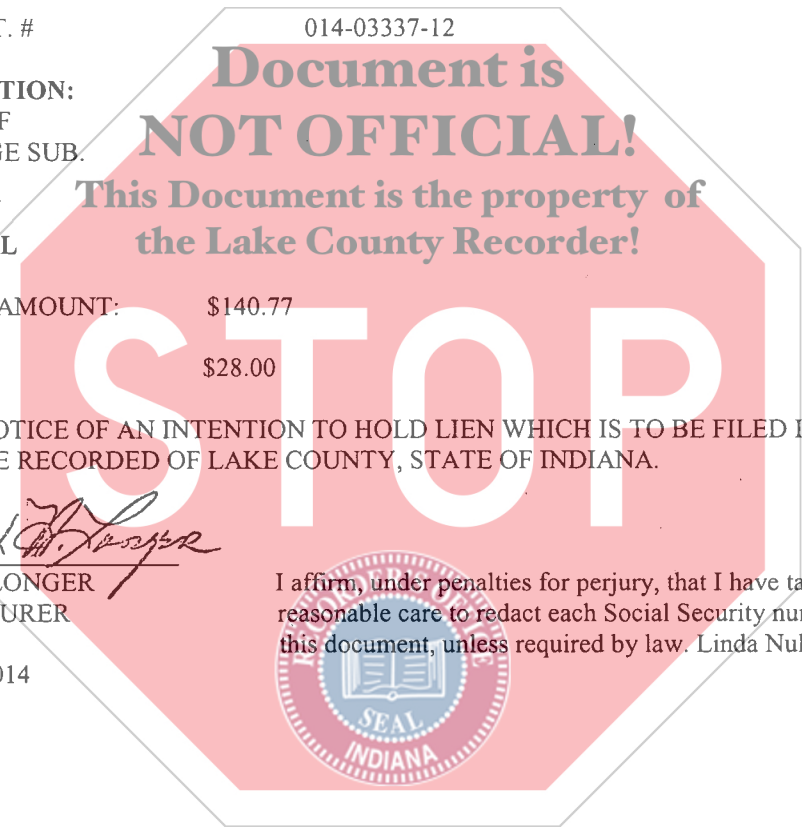 T. # 014-03337-12
Document is
TION:
F NOT OFFICIAL!
GE SUB.
This Document is the property of
L the Lake County Recorder!
AMOUNT: $140.77
STOP
$28.00
OTICE OF AN INTENTION TO HOLD LIEN WHICH IS TO BE FILED I
E RECORDED OF LAKE COUNTY, STATE OF INDIANA.
LONGER I affirm, under penalties for perjury, that I have ta
URER reasonable care to redact each Social Security nu
this document, unless required by law. Linda Nul
014
RECORDER'S OFFICE
SEAL
INDIANA